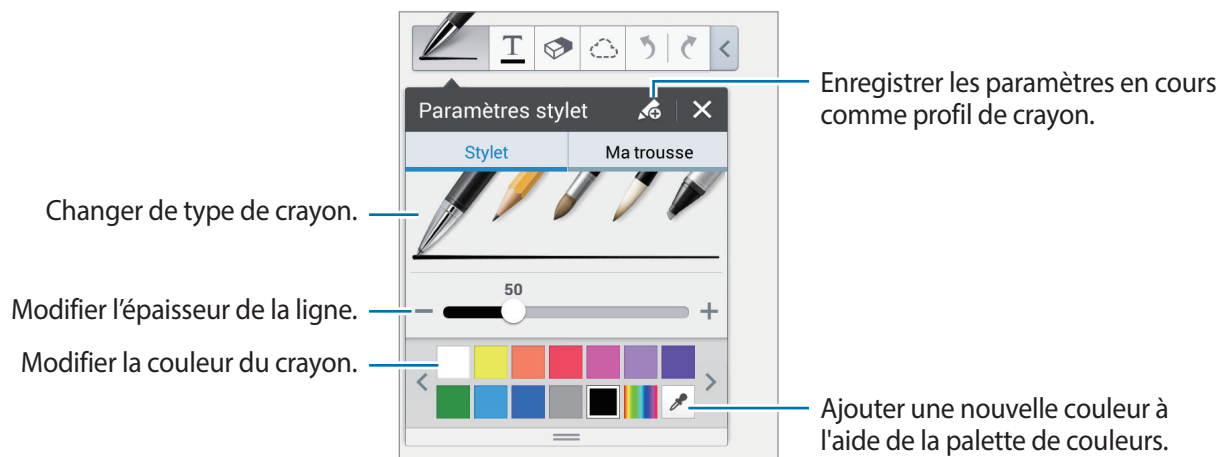 T
Enregistrer les paramètres en cours
comme profil de crayon.
Paramètres stylet
Stylet
Ma trousse
Changer de type de crayon.
50
Modifier l’épaisseur de la ligne.
Modifier la couleur du crayon.
Ajouter une nouvelle couleur à
l'aide de la palette de couleurs.